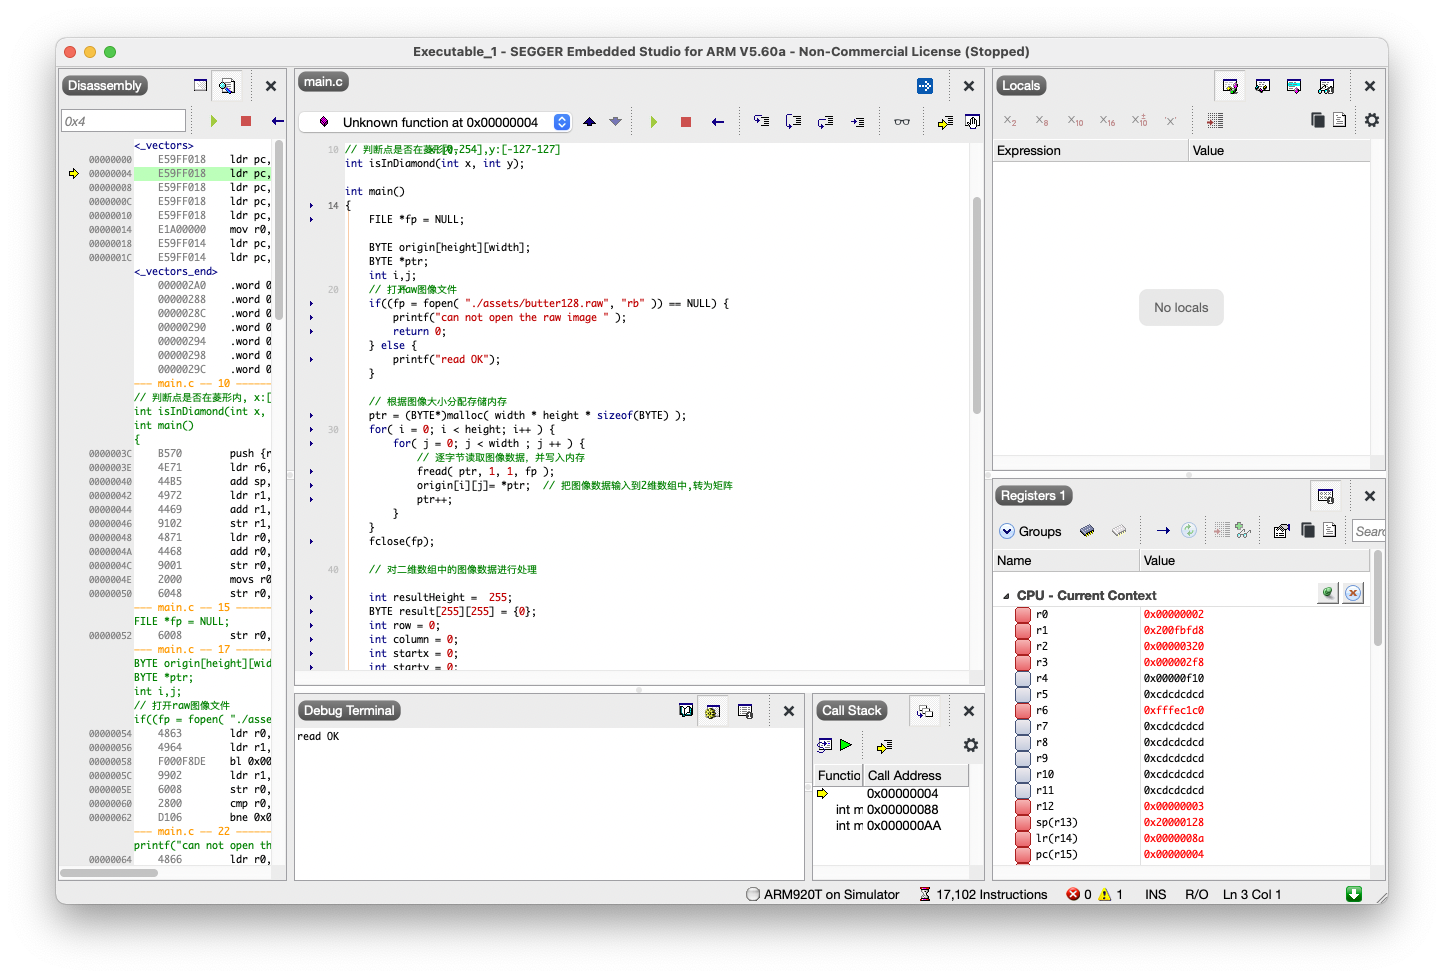 Executable_1 - SEGGER Embedded Studio for ARM V5.60a - Non-Commercial License (Stopped)
Disassembly
0x4
<_vectors>
00000000 E59FF018 ldr pc,
00000004 E59FF018 ldr pc,
00000008 E59FF018 ldr pc,
0000000C E59FF018 ldr pc,
00000010 E59FF018 ldr pc,
00000014 E1A00000 mov r0,
00000018 E59FF014 ldr pc,
0000001C E59FF014 ldr pc,
<_vectors_end>
000002A0 .word 0
00000288 .word 0
0000028C .word 0
00000290 .word 0
00000294 .word 0
00000298 .word 0
0000029C .word 0
main.c -- 10
// 判断点是否在菱形内, x:[
int isInDiamond(int x,
int main()
{
0000003C B570 push {r
0000003E 4E71 ldr r6,
00000040 44B5 add sp,
00000042 4972 ldr r1,
00000044 4469 add r1,
00000046 9102 str r1,
00000048 4871 ldr r0,
0000004A 4468 add r0,
0000004C 9001 str r0,
0000004E 2000 movs r0
00000050 6048 str r0,
main.c -- 15
FILE *fp = NULL;
00000052 6008 str r0,
main.c -- 17
BYTE origin[height][wid
BYTE *ptr;
int i,j;
// 打开raw图像文件
if((fp = fopen( "./asse
00000054 4863 ldr r0,
00000056 4964 ldr r1,
00000058 F000F8DE bl 0x00
0000005C 9902 ldr r1,
0000005E 6008 str r0,
00000060 2800 cmp r0,
00000062 D106 bne 0x0
main.c -- 22
printf("can not open th
00000064 4866 ldr r0,
main.c
Unknown function at 0x00000004
10 // 判断点是否在菱形内, x:[0,254],y:[-127-127]
int isInDiamond(int x, int y);
int main()
14 {
FILE *fp = NULL;
BYTE origin[height][width];
BYTE *ptr;
int i,j;
20 // 打开raw图像文件
if((fp = fopen( "./assets/butter128.raw", "rb" )) == NULL) {
printf("can not open the raw image " );
return 0;
} else {
printf("read OK");
}
// 根据图像大小分配存储内存
ptr = (BYTE*)malloc( width * height * sizeof(BYTE) );
30 for( i = 0; i < height; i++ ) {
for( j = 0; j < width ; j ++ ) {
// 逐字节读取图像数据, 并写入内存
fread( ptr, 1, 1, fp );
origin[i][j]= *ptr; // 把图像数据输入到2维数组中,转为矩阵
ptr++;
}
}
fclose(fp);
40 // 对二维数组中的图像数据进行处理
int resultHeight = 255;
BYTE result[255][255] = {0};
int row = 0;
int column = 0;
int startx = 0;
int starty = 0;
Debug Terminal
read OK
Call Stack
Functio Call Address
0x00000004
int m 0x00000088
int m 0x000000AA
Locals
x2 x8 x10 x16 x±10 'x'
Expression Value
No locals
Registers 1
Groups
Searc
Name Value
CPU - Current Context
r0 0x00000002
r1 0x200fbfd8
r2 0x00000320
r3 0x000002f8
r4 0x00000f10
r5 0xcdcdcdcd
r6 0xfffec1c0
r7 0xcdcdcdcd
r8 0xcdcdcdcd
r9 0xcdcdcdcd
r10 0xcdcdcdcd
r11 0xcdcdcdcd
r12 0x00000003
sp(r13) 0x20000128
lr(r14) 0x0000008a
pc(r15) 0x00000004
ARM920T on Simulator 17,102 Instructions 0 1 INS R/O Ln 3 Col 1